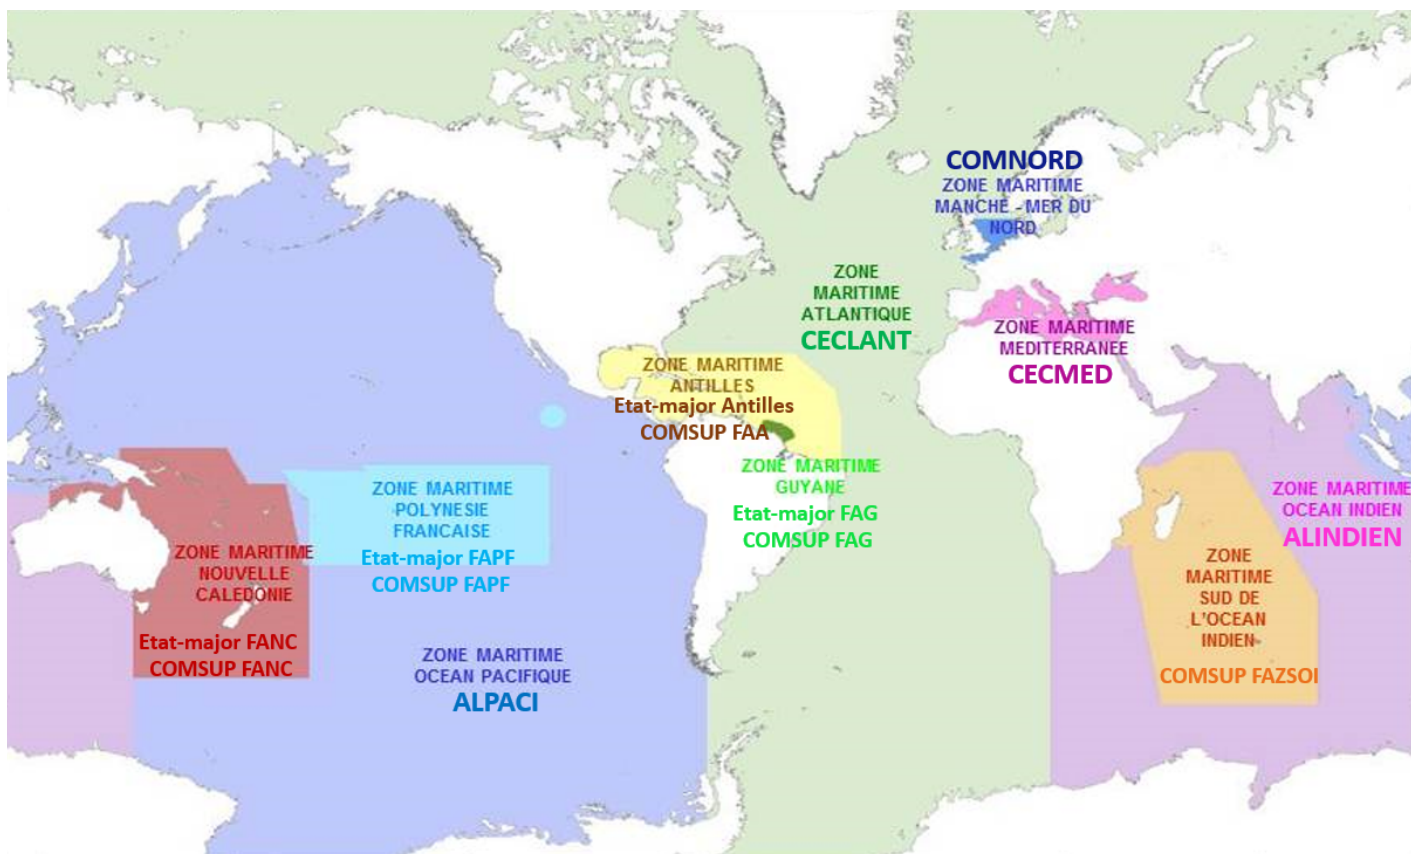 COMNORD
ZONE MARITIME
MANCHE - MER DU
NORD
ZONE
MARITIME
ATLANTIQUE
CECLANT
ZONE MARITIME
MEDITERRANEE
CECMED
ZONE MARITIME
ANTILLES
Etat-major Antilles
COMSUP FAA
ZONE MARITIME
GUYANE
Etat-major FAG
COMSUP FAG
ZONE MARITIME
POLYNESIE
FRANCAISE
Etat-major FAPF
COMSUP FAPF
ZONE MARITIME
NOUVELLE
CALEDONIE
Etat-major FANC
COMSUP FANC
ZONE MARITIME
OCEAN PACIFIQUE
ALPACI
ZONE MARITIME
OCEAN INDIEN
ALINDIEN
ZONE
MARITIME
SUD DE
L'OCEAN
INDIEN
COMSUP FAZSOI